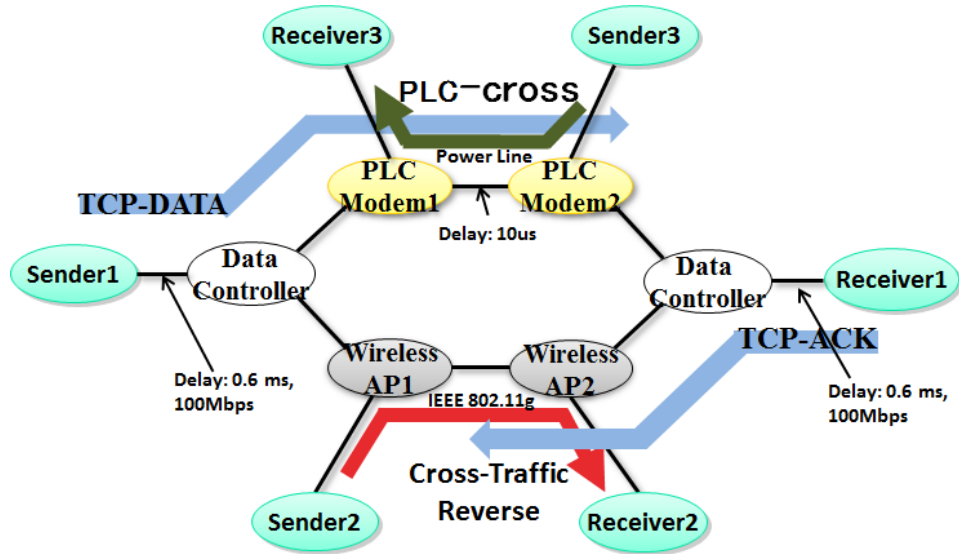 Receiver3
Sender3
PLC-cross
Power Line
TCP-DATA
PLC
Modem1
PLC
Modem2
Delay: 10us
Sender1
Data
Controller
Data
Controller
Receiver1
TCP-ACK
Wireless
AP1
Wireless
AP2
Delay: 0.6 ms,
100Mbps
IEEE 802.11g
Delay: 0.6 ms,
100Mbps
Cross-Traffic
Reverse
Sender2
Receiver2